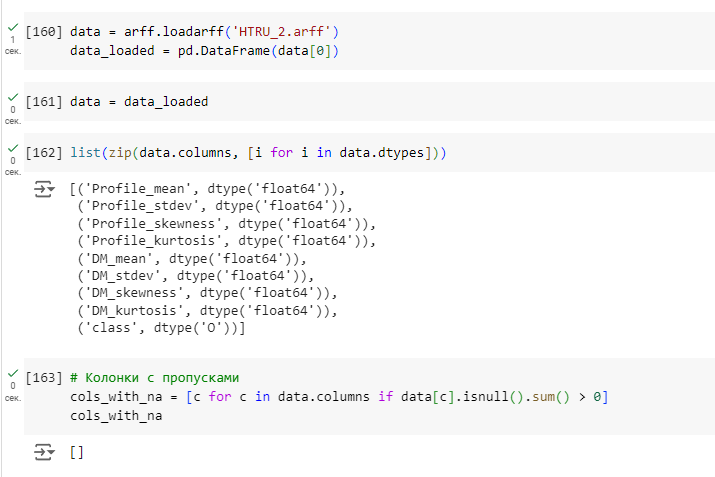 [160] data = arff.loadarff('HTRU_2.arff')
1
сек.
data_loaded = pd.DataFrame(data[0])
[161] data = data_loaded
0
сек.
[162] list(zip(data.columns, [i for i in data.dtypes]))
0
сек.
[('Profile_mean', dtype('float64')),
('Profile_stdev', dtype('float64')),
('Profile_skewness', dtype('float64')),
('Profile_kurtosis', dtype('float64')),
('DM_mean', dtype('float64')),
('DM_stdev', dtype('float64')),
('DM_skewness', dtype('float64')),
('DM_kurtosis', dtype('float64')),
('class', dtype('O'))]
[163] # Колонки с пропусками
0
сек.
cols_with_na = [c for c in data.columns if data[c].isnull().sum() > 0]
cols_with_na
[]